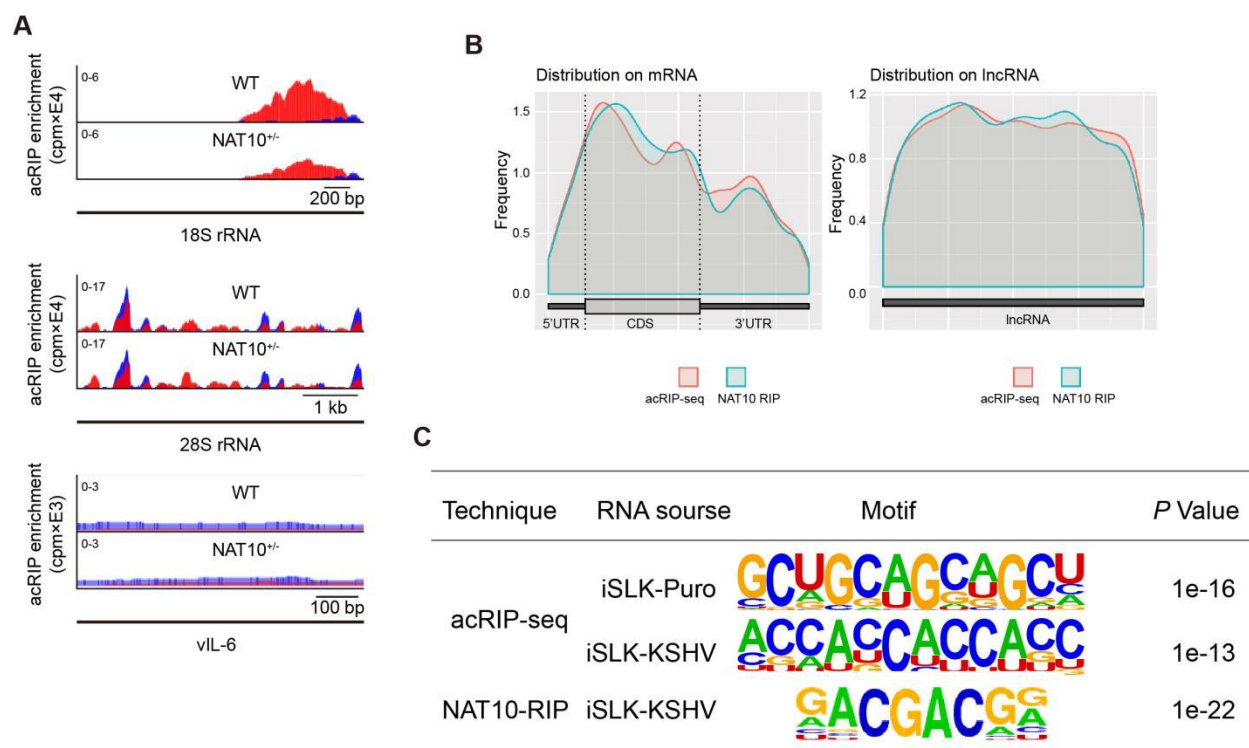 A
acRIP enrichment
(cpm×E4)
0-6
WT
0-6
NAT10+/-
200 bp
18S rRNA
acRIP enrichment
(cpm×E4)
0-17
WT
0-17
NAT10+/-
1 kb
28S rRNA
acRIP enrichment
(cpm×E3)
0-3
WT
0-3
NAT10+/-
100 bp
vIL-6
B
Distribution on mRNA
Frequency
1.5
1.0
0.5
0.0
5'UTR CDS 3'UTR
acRIP-seq NAT10 RIP
Distribution on lncRNA
Frequency
1.2
0.8
0.4
0.0
lncRNA
acRIP-seq NAT10 RIP
C
Technique RNA sourse Motif P Value
acRIP-seq
iSLK-Puro GCUGCAGCAGCU 1e-16
iSLK-KSHV ACCACCACCACC 1e-13
NAT10-RIP iSLK-KSHV GACGACGG 1e-22